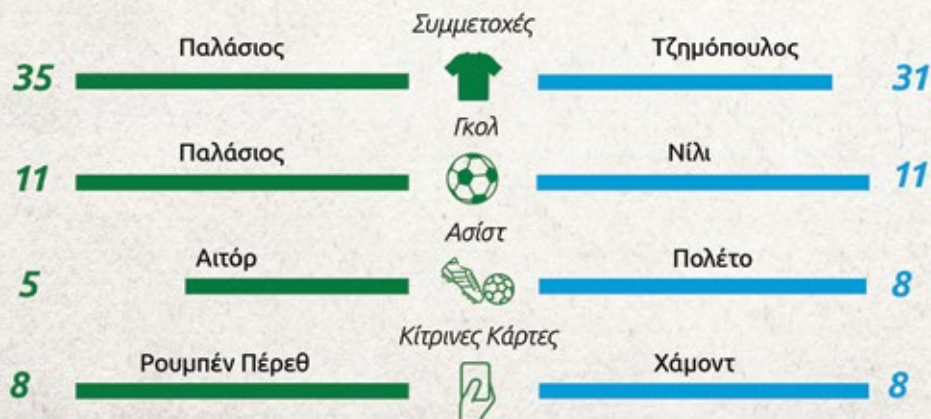 Συμμετοχές
Παλάσιος Τζημόπουλος
35 31
Γκολ
Παλάσιος Νίλι
11 11
Ασίστ
Αιτόρ Πολέτο
5 8
Κίτρινες Κάρτες
Ρουμπέν Πέρεθ Χάμοντ
8 8